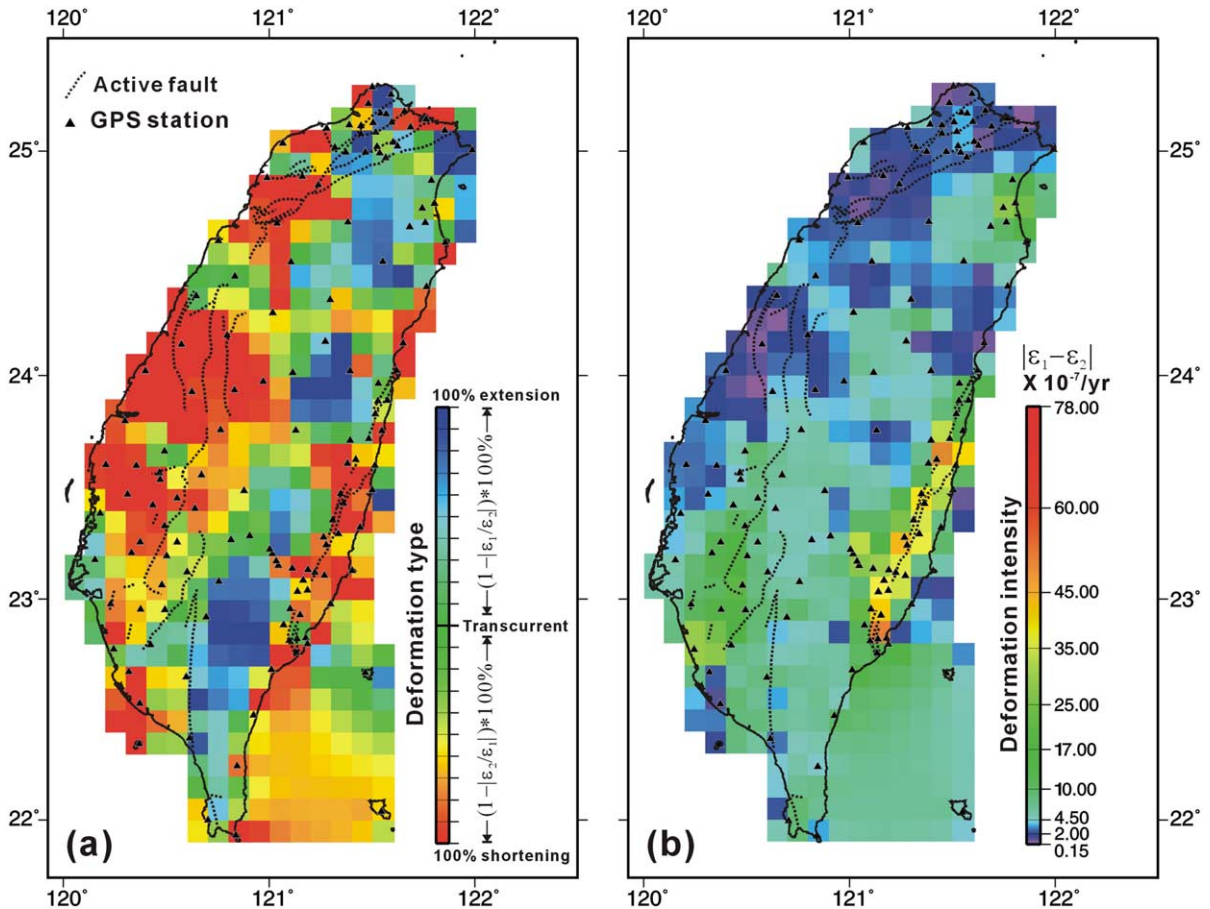 120° 121° 122°
Active fault
GPS station
25°
24°
23°
22°
100% extension
(1-|ε₁/ε₂|)*100%
Transcurrent
(1-|ε₂/ε₁|)*100%
100% shortening
Deformation type
(a)
120° 121° 122°
120° 121° 122°
|ε₁-ε₂|
X 10⁻⁷/yr
78.00
60.00
45.00
35.00
25.00
17.00
10.00
4.50
2.00
0.15
Deformation intensity
(b)
25°
24°
23°
22°
120° 121° 122°